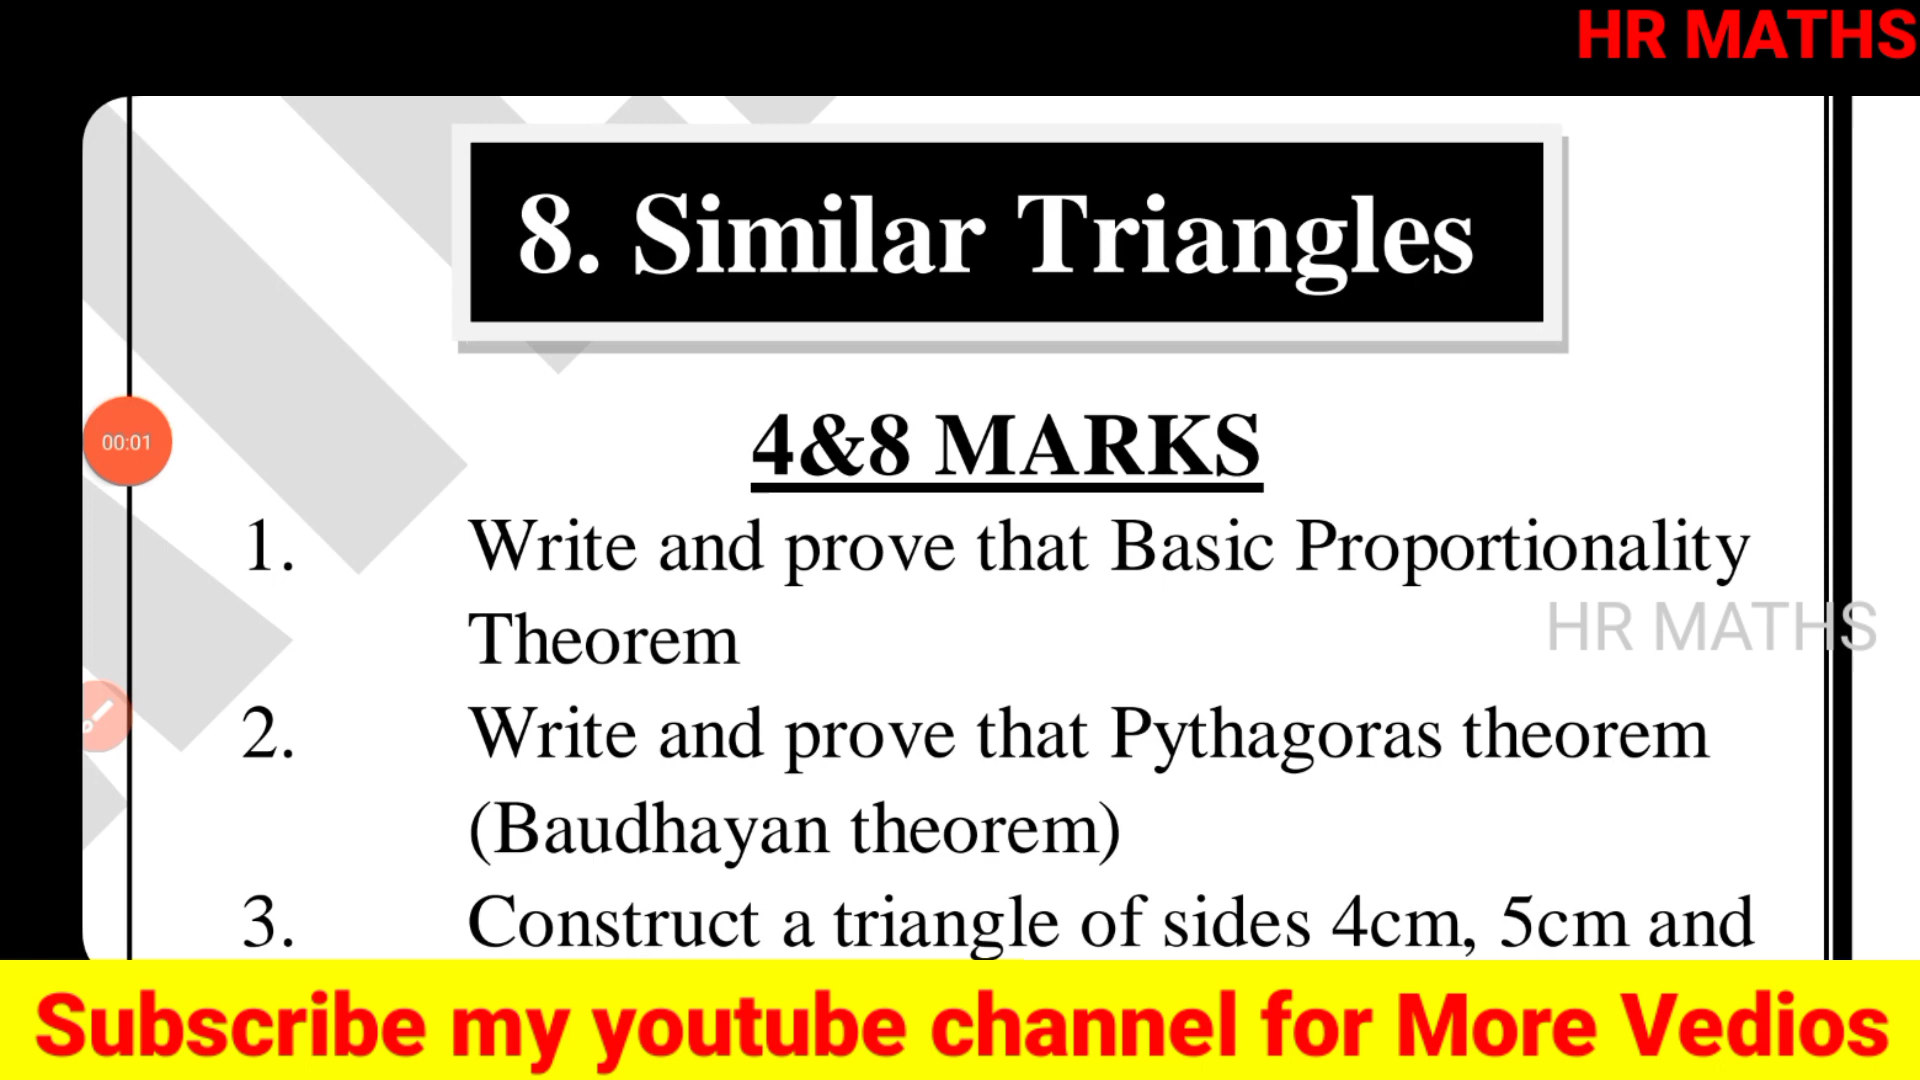 HR MATHS
8. Similar Triangles
4&8 MARKS
00:01
1. Write and prove that Basic Proportionality
Theorem
HR MATHS
2. Write and prove that Pythagoras theorem
(Baudhayan theorem)
3. Construct a triangle of sides 4cm, 5cm and
Subscribe my youtube channel for More Vedios